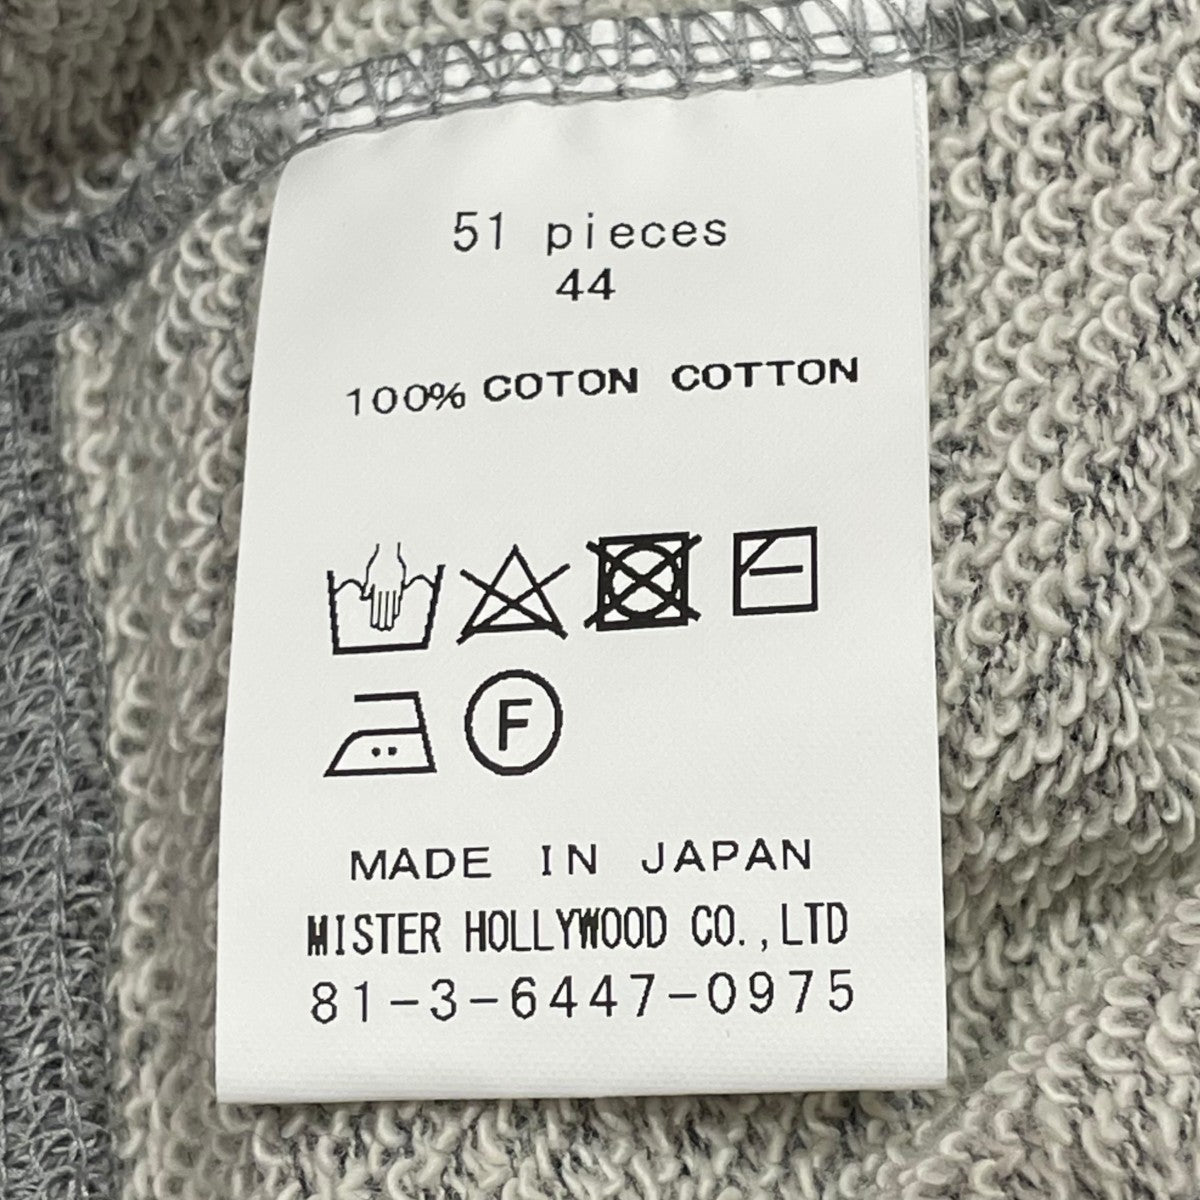 51 pieces
44
100% COTON COTTON
F
MADE IN JAPAN
MISTER HOLLYWOOD CO.,LTD
81-3-6447-0975